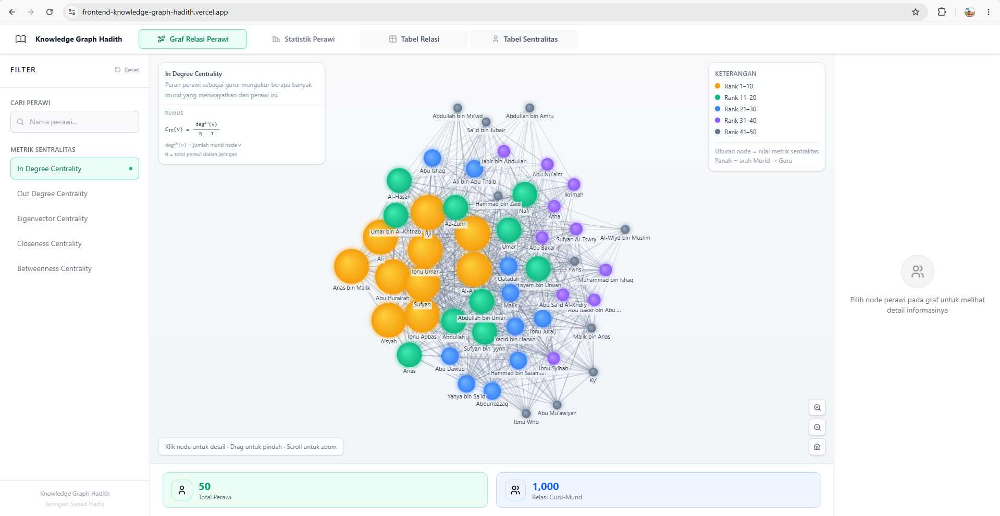 frontend-knowledge-graph-hadith.vercel.app
Knowledge Graph Hadith
Graf Relasi Perawi
Statistik Perawi
Tabel Relasi
Tabel Sentralitas
FILTER
Reset
CARI PERAWI
Nama perawi...
METRIK SENTRALITAS
In Degree Centrality
Out Degree Centrality
Eigenvector Centrality
Closeness Centrality
Betweenness Centrality
Knowledge Graph Hadith
Jaringan Sanad Hadis
In Degree Centrality
Peran perawi sebagai guru: mengukur berapa banyak
murid yang meriwayatkan dari perawi ini.
RUMUS
C_ID(v) = deg^in(v) / N − 1
deg^in(v) = jumlah murid node v
N = total perawi dalam jaringan
KETERANGAN
Rank 1–10
Rank 11–20
Rank 21–30
Rank 31–40
Rank 41–50
Ukuran node = nilai metrik sentralitas
Panah = arah Murid → Guru
Abdullah bin Ms'wd
Abdullah bin Amru
Sa'id bin Jubair
Jabir bin Abdullah
Abu Ishaq
Abu Nu'aim
Ali bin Abu Thalb
Ikrimah
Al-Hasan
Hammad bin Zaid
Nafi'
Atha
Az-Zuhri
Umar bin Al-Khthab
Rjl
Sufyan Al-Tswry
Al-Wlyd bin Muslim
Umar
Abu Bakar
Ali
Ibnu Umar
Ywns
Qatadah
Muhammad bin Ishaq
Hisyam bin Urwah
Anas bin Malik
Abu Hurairah
Sufyan
Malik
Abu Sa'id Al-Khdry
Abu Bakar bin Abu ...
Abdullah bin Umar
Ibnu Juraij
Aisyah
Ibnu Abbas
Abdullah
Yazid bin Harwn
Malik bin Anas
Sufyan bin 'yynh
Anas
Abu Dawud
Hammad bin Salamah
Ibnu Syihab
Ky'
Yahya bin Sa'id
Abdurrazzaq
Abu Mu'awiyah
Ibnu Whb
Klik node untuk detail · Drag untuk pindah · Scroll untuk zoom
50
Total Perawi
1,000
Relasi Guru-Murid
Pilih node perawi pada graf untuk melihat
detail informasinya